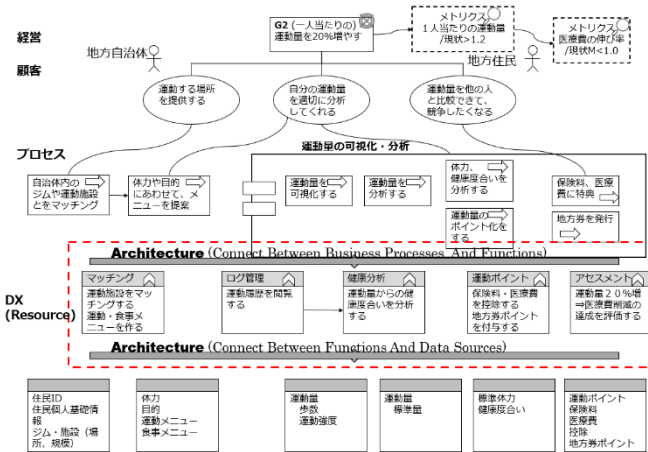 経営
G2 (一人当たりの)
運動量を20%増やす
メトリクス
１人当たりの運動量
/現状>1.2
メトリクス
医療費の伸び率
/現状M<1.0
顧客
地方自治体
地方住民
運動する場所
を提供する
自分の運動量
を適切に分析
してくれる
運動量を他の人
と比較できて、
競争したくなる
プロセス
運動量の可視化・分析
自治体内の
ジムや運動施設
とをマッチング
体力や目的
にあわせて、メ
ニューを提案
運動量を
可視化する
運動量を
分析する
体力、
健康度合いを
分析する
運動量の
ポイント化を
する
保険料、医療
費に特典
地方券を発行
Architecture (Connect Between Business Processes And Functions)
DX
(Resource)
マッチング
運動施設をマッ
チングする
運動・食事メ
ニューを作る
ログ管理
運動履歴を閲覧
する
健康分析
運動量からの健
康度合いを分析
する
運動ポイント
保険料・医療費
を控除する
地方券ポイント
を付与する
アセスメント
運動量２０％増
⇒医療費削減の
達成を評価する
Architecture (Connect Between Functions And Data Sources)
住民ID
住民個人基礎情
報
ジム・施設（場
所、規模）
体力
目的
運動メニュー
食事メニュー
運動量
歩数
運動強度
運動量
標準量
標準体力
健康度合い
運動ポイント
保険料
医療費
控除
地方券ポイント